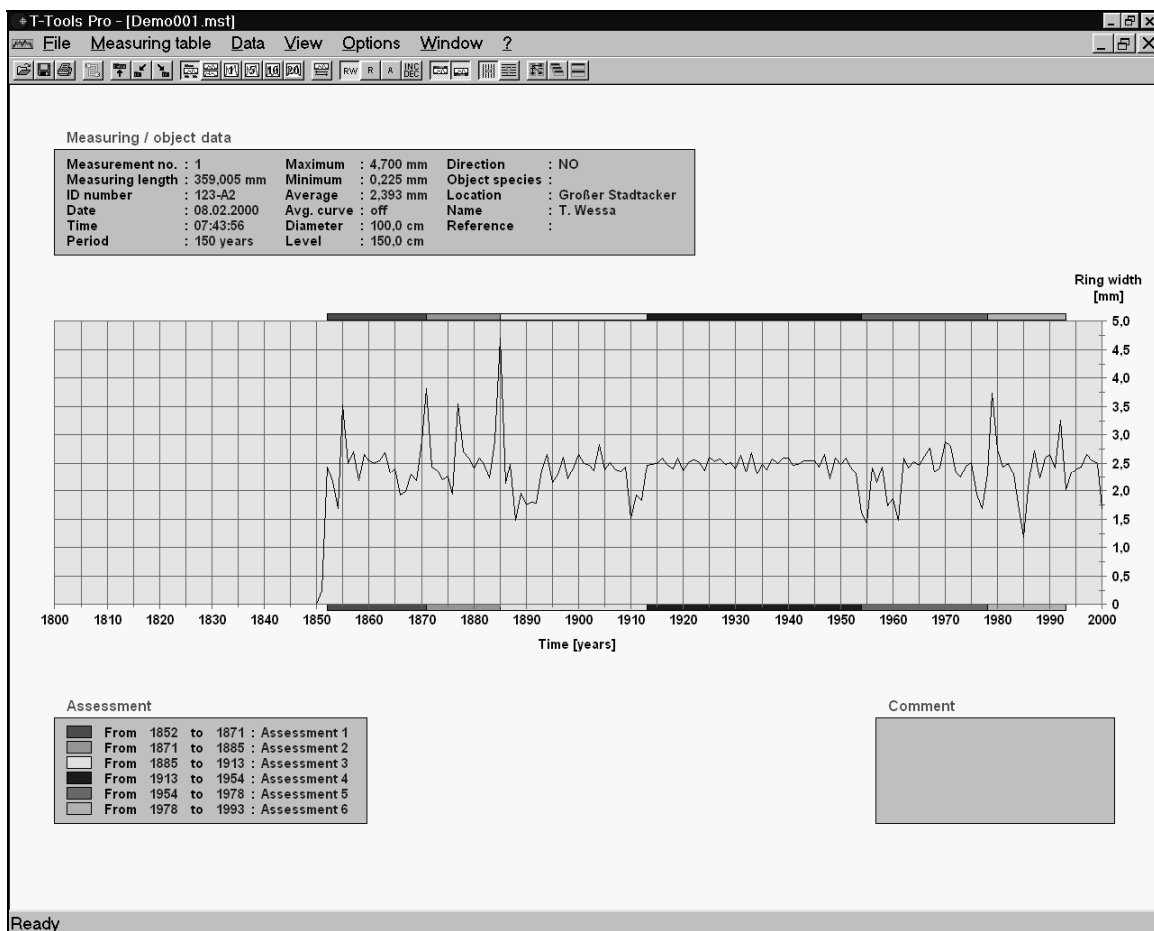 T-Tools Pro - [Demo001.mst]
File Measuring table Data View Options Window ?
RW R A INC DEC
Measuring / object data
Measurement no. : 1 Maximum : 4,700 mm Direction : NO
Measuring length : 359,005 mm Minimum : 0,225 mm Object species :
ID number : 123-A2 Average : 2,393 mm Location : Großer Stadtacker
Date : 08.02.2000 Avg. curve : off Name : T. Wessa
Time : 07:43:56 Diameter : 100,0 cm Reference :
Period : 150 years Level : 150,0 cm
Ring width
[mm]
5,0
4,5
4,0
3,5
3,0
2,5
2,0
1,5
1,0
0,5
0
1800 1810 1820 1830 1840 1850 1860 1870 1880 1890 1900 1910 1920 1930 1940 1950 1960 1970 1980 1990 2000
Time [years]
Assessment
From 1852 to 1871 : Assessment 1
From 1871 to 1885 : Assessment 2
From 1885 to 1913 : Assessment 3
From 1913 to 1954 : Assessment 4
From 1954 to 1978 : Assessment 5
From 1978 to 1993 : Assessment 6
Comment
Ready